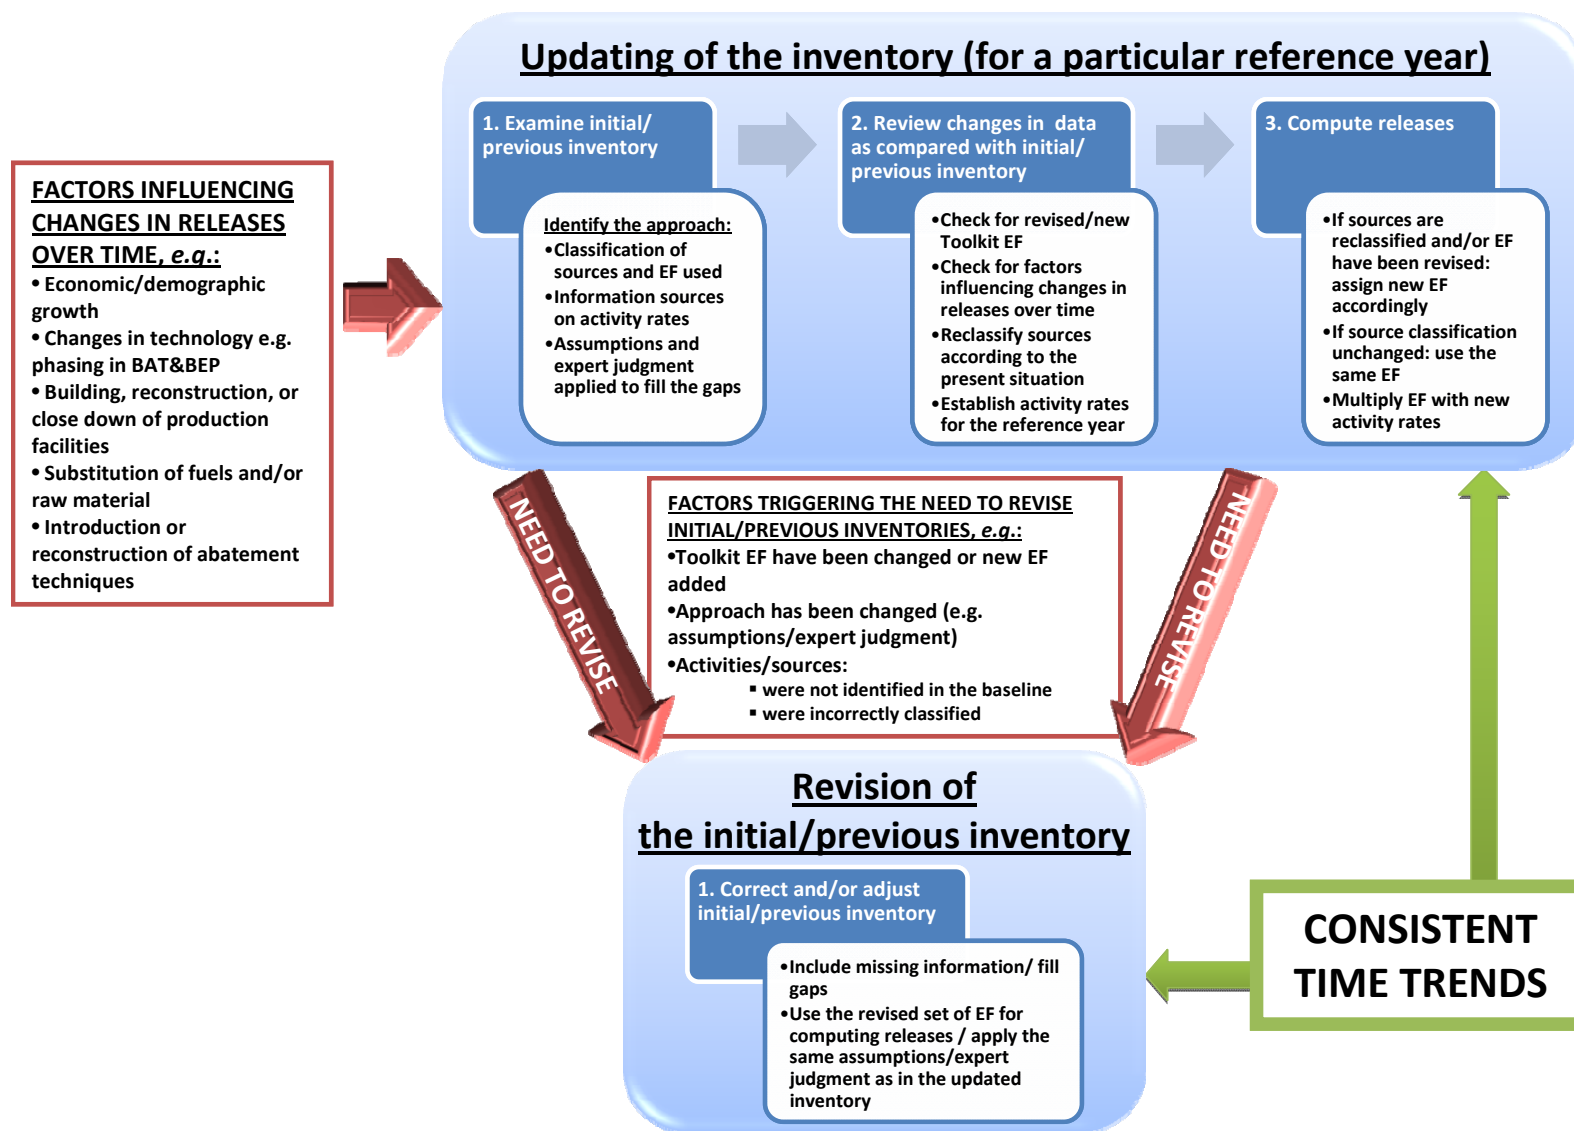 Updating of the inventory (for a particular reference year)
1. Examine initial/
previous inventory
Identify the approach:
•Classification of
sources and EF used
•Information sources
on activity rates
•Assumptions and
expert judgment
applied to fill the gaps
2. Review changes in  data
as compared with initial/
previous inventory
•Check for revised/new
Toolkit EF
•Check for factors
influencing changes in
releases over time
•Reclassify sources
according to the
present situation
•Establish activity rates
for the reference year
3. Compute releases
•If sources are
reclassified and/or EF
have been revised:
assign new EF
accordingly
•If source classification
unchanged: use the
same EF
•Multiply EF with new
activity rates
FACTORS INFLUENCING
CHANGES IN RELEASES
OVER TIME, e.g.:
• Economic/demographic
growth
• Changes in technology e.g.
phasing in BAT&BEP
• Building, reconstruction, or
close down of production
facilities
• Substitution of fuels and/or
raw material
• Introduction or
reconstruction of abatement
techniques
NEED TO REVISE
FACTORS TRIGGERING THE NEED TO REVISE
INITIAL/PREVIOUS INVENTORIES, e.g.:
•Toolkit EF have been changed or new EF
added
•Approach has been changed (e.g.
assumptions/expert judgment)
•Activities/sources:
▪ were not identified in the baseline
▪ were incorrectly classified
NEED TO REVISE
Revision of
the initial/previous inventory
1. Correct and/or adjust
initial/previous inventory
•Include missing information/ fill
gaps
•Use the revised set of EF for
computing releases / apply the
same assumptions/expert
judgment as in the updated
inventory
CONSISTENT
TIME TRENDS